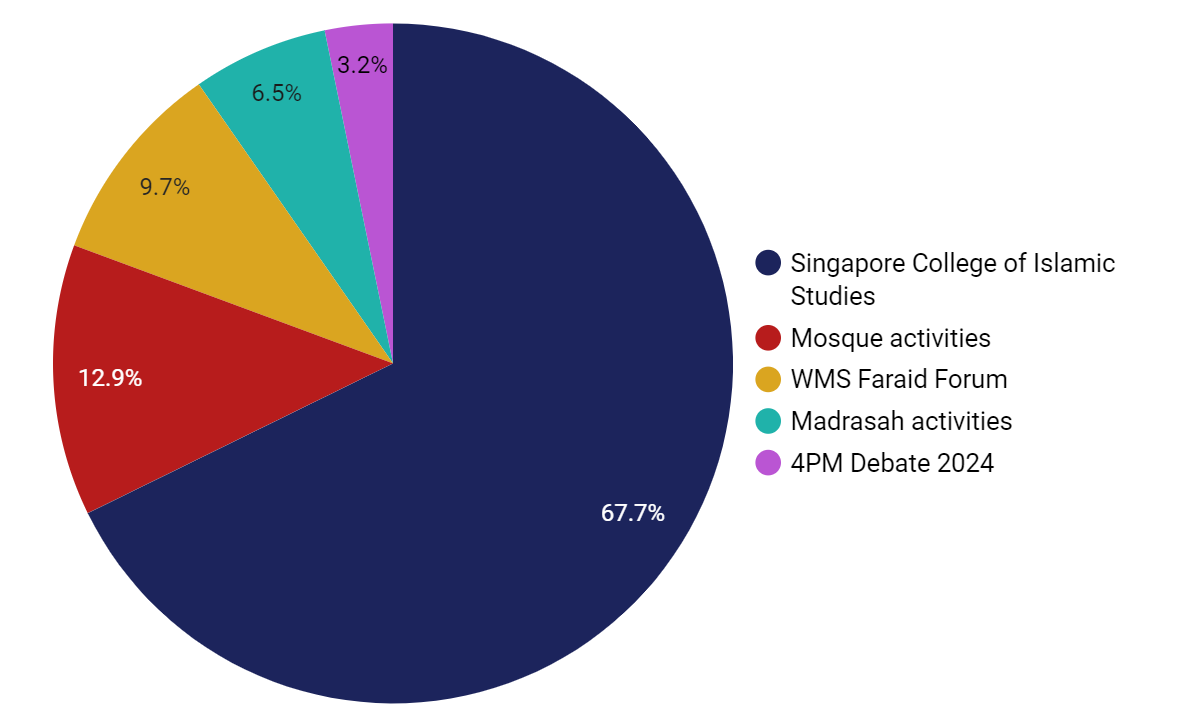 3.2%
6.5%
9.7%
12.9%
67.7%
Singapore College of Islamic
Studies
Mosque activities
WMS Faraid Forum
Madrasah activities
4PM Debate 2024